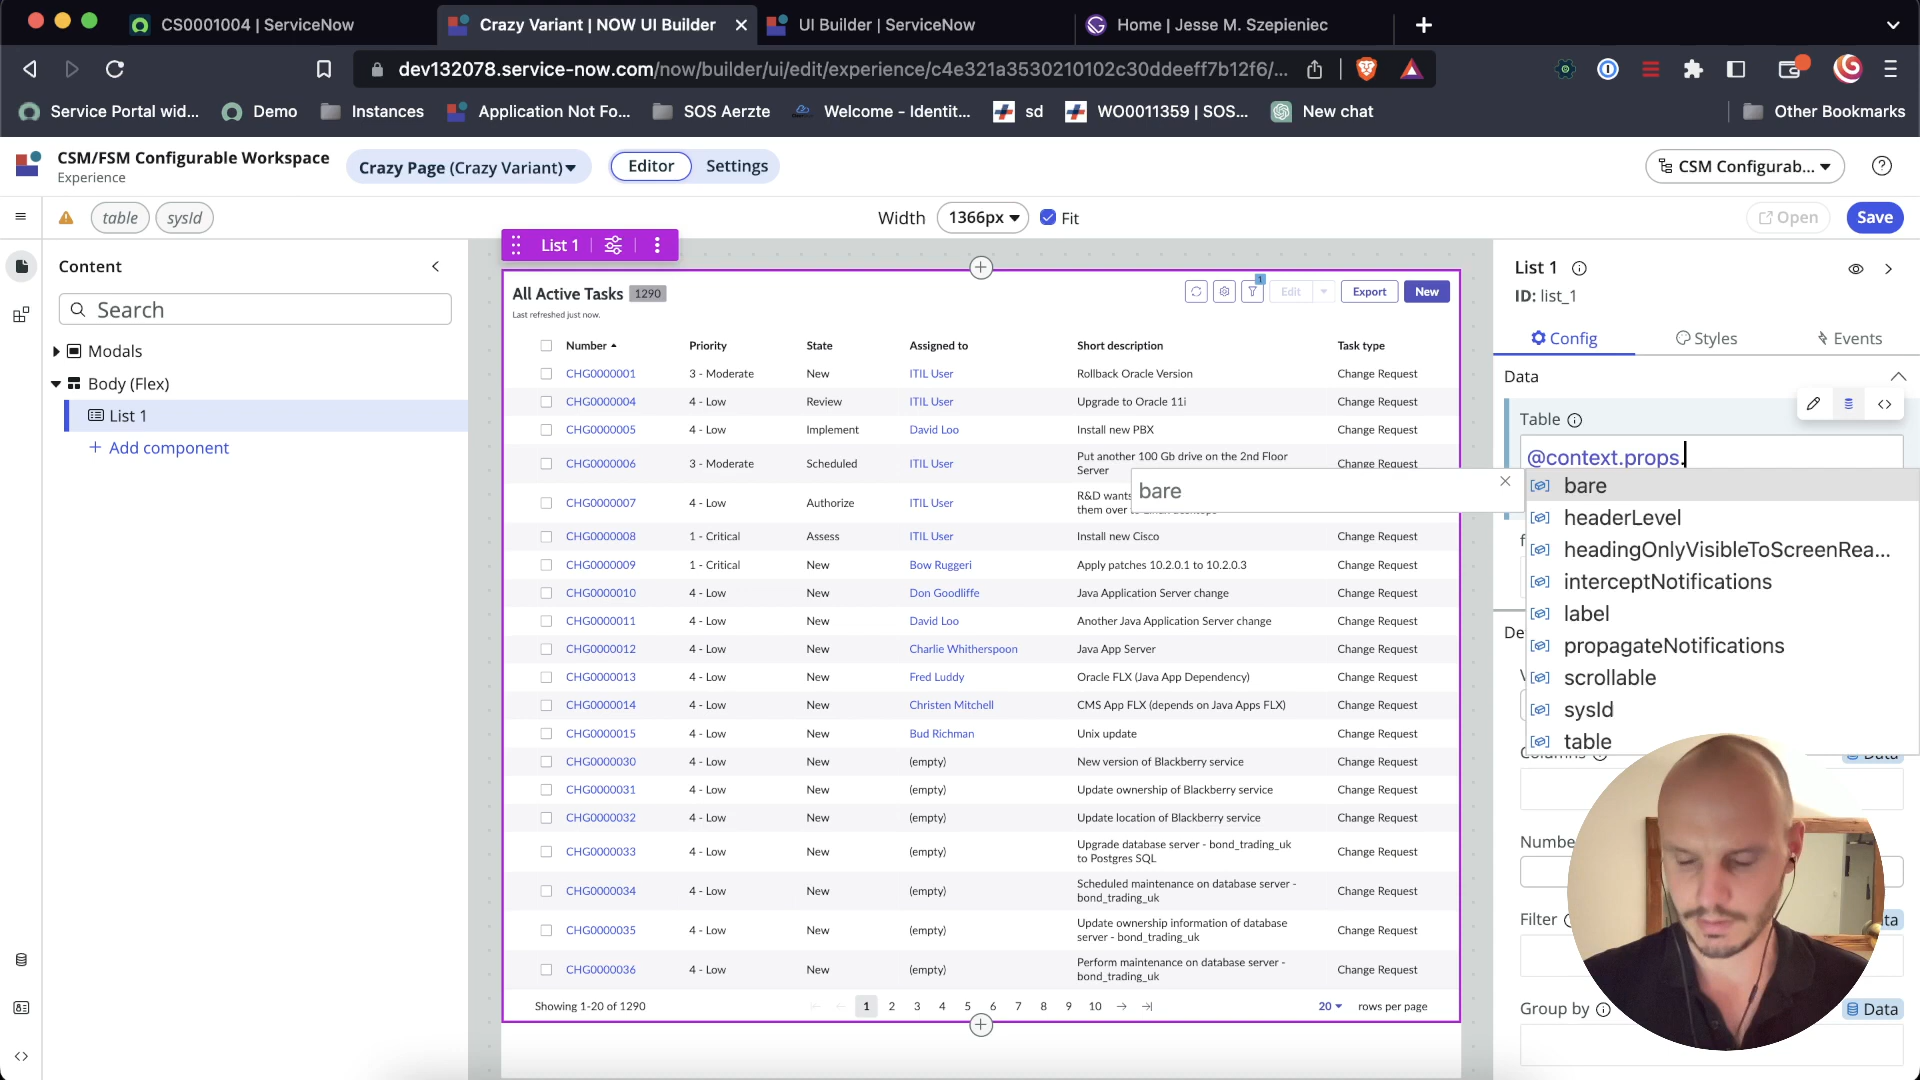 CS0001004 | ServiceNow
Crazy Variant | NOW UI Builder
UI Builder | ServiceNow
Home | Jesse M. Szepieniec
dev132078.service-now.com/now/builder/ui/edit/experience/c4e321a3530210102c30ddeeff7b12f6/...
Service Portal wid...
Demo
Instances
Application Not Fo...
SOS Aerzte
Welcome - Identit...
sd
WO0011359 | SOS...
New chat
Other Bookmarks
CSM/FSM Configurable Workspace
Experience
Crazy Page (Crazy Variant)
Editor
Settings
CSM Configurab...
table
sysId
Width
1366px
Fit
Open
Save
Content
Search
Modals
Body (Flex)
List 1
+ Add component
List 1
All Active Tasks 1290
Last refreshed just now.
1
Edit
Export
New
Number Priority State Assigned to Short description Task type
CHG0000001 3 - Moderate New ITIL User Rollback Oracle Version Change Request
CHG0000004 4 - Low Review ITIL User Upgrade to Oracle 11i Change Request
CHG0000005 4 - Low Implement David Loo Install new PBX Change Request
CHG0000006 3 - Moderate Scheduled ITIL User Put another 100 Gb drive on the 2nd Floor Server Change Request
CHG0000007 4 - Low Authorize ITIL User R&D wants them over
CHG0000008 1 - Critical Assess ITIL User Install new Cisco Change Request
CHG0000009 1 - Critical New Bow Ruggeri Apply patches 10.2.0.1 to 10.2.0.3 Change Request
CHG0000010 4 - Low New Don Goodliffe Java Application Server change Change Request
CHG0000011 4 - Low New David Loo Another Java Application Server change Change Request
CHG0000012 4 - Low New Charlie Whitherspoon Java App Server Change Request
CHG0000013 4 - Low New Fred Luddy Oracle FLX (Java App Dependency) Change Request
CHG0000014 4 - Low New Christen Mitchell CMS App FLX (depends on Java Apps FLX) Change Request
CHG0000015 4 - Low New Bud Richman Unix update Change Request
CHG0000030 4 - Low New (empty) New version of Blackberry service Change Request
CHG0000031 4 - Low New (empty) Update ownership of Blackberry service Change Request
CHG0000032 4 - Low New (empty) Update location of Blackberry service Change Request
CHG0000033 4 - Low New (empty) Upgrade database server - bond_trading_uk to Postgres SQL Change Request
CHG0000034 4 - Low New (empty) Scheduled maintenance on database server - bond_trading_uk Change Request
CHG0000035 4 - Low New (empty) Update ownership information of database server - bond_trading_uk Change Request
CHG0000036 4 - Low New (empty) Perform maintenance on database server - bond_trading_uk Change Request
Showing 1-20 of 1290
1 2 3 4 5 6 7 8 9 10
20 rows per page
bare
List 1
ID: list_1
Config
Styles
Events
Data
Table
@context.props.
bare
headerLevel
headingOnlyVisibleToScreenRea...
interceptNotifications
label
propagateNotifications
scrollable
sysId
table
Columns
Data
Filter
Group by
Data